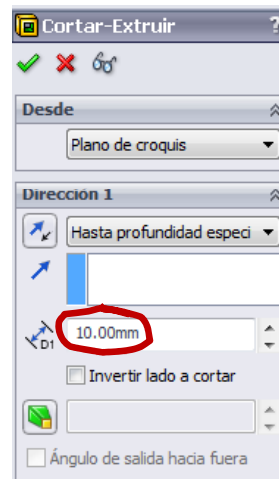 Cortar-Extruir ?
Desde
Plano de croquis
Dirección 1
Hasta profundidad especi
D1 10.00mm
Invertir lado a cortar
Ángulo de salida hacia fuera